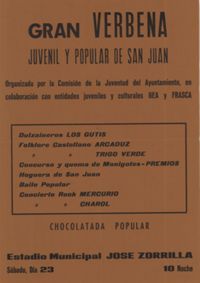 GRAN VERBENA
JUVENIL Y POPULAR DE SAN JUAN
Organizada por la Comisión de la Juventud del Ayuntamiento, en
colaboración con entidades juveniles y culturales BEA y FRASCA
Dulzaineros LOS GUTIS
Folklore Castellano ARCADUZ
» » TRIGO VERDE
Concurso y quema de Monigotes-PREMIOS
Hoguera de San Juan
Baile Popular
Concierto Rock MERCURIO
» » CHAROL
CHOCOLATADA POPULAR
Estadio Municipal JOSE ZORRILLA
Sábado, Día 23 10 Noche